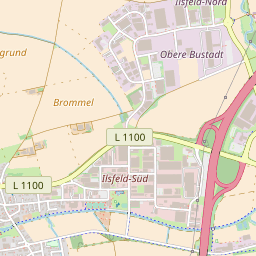 Ilsfeld-Nord
Obere Bustadt
grund
Brommel
L 1100
L 1100
Ilsfeld-Süd